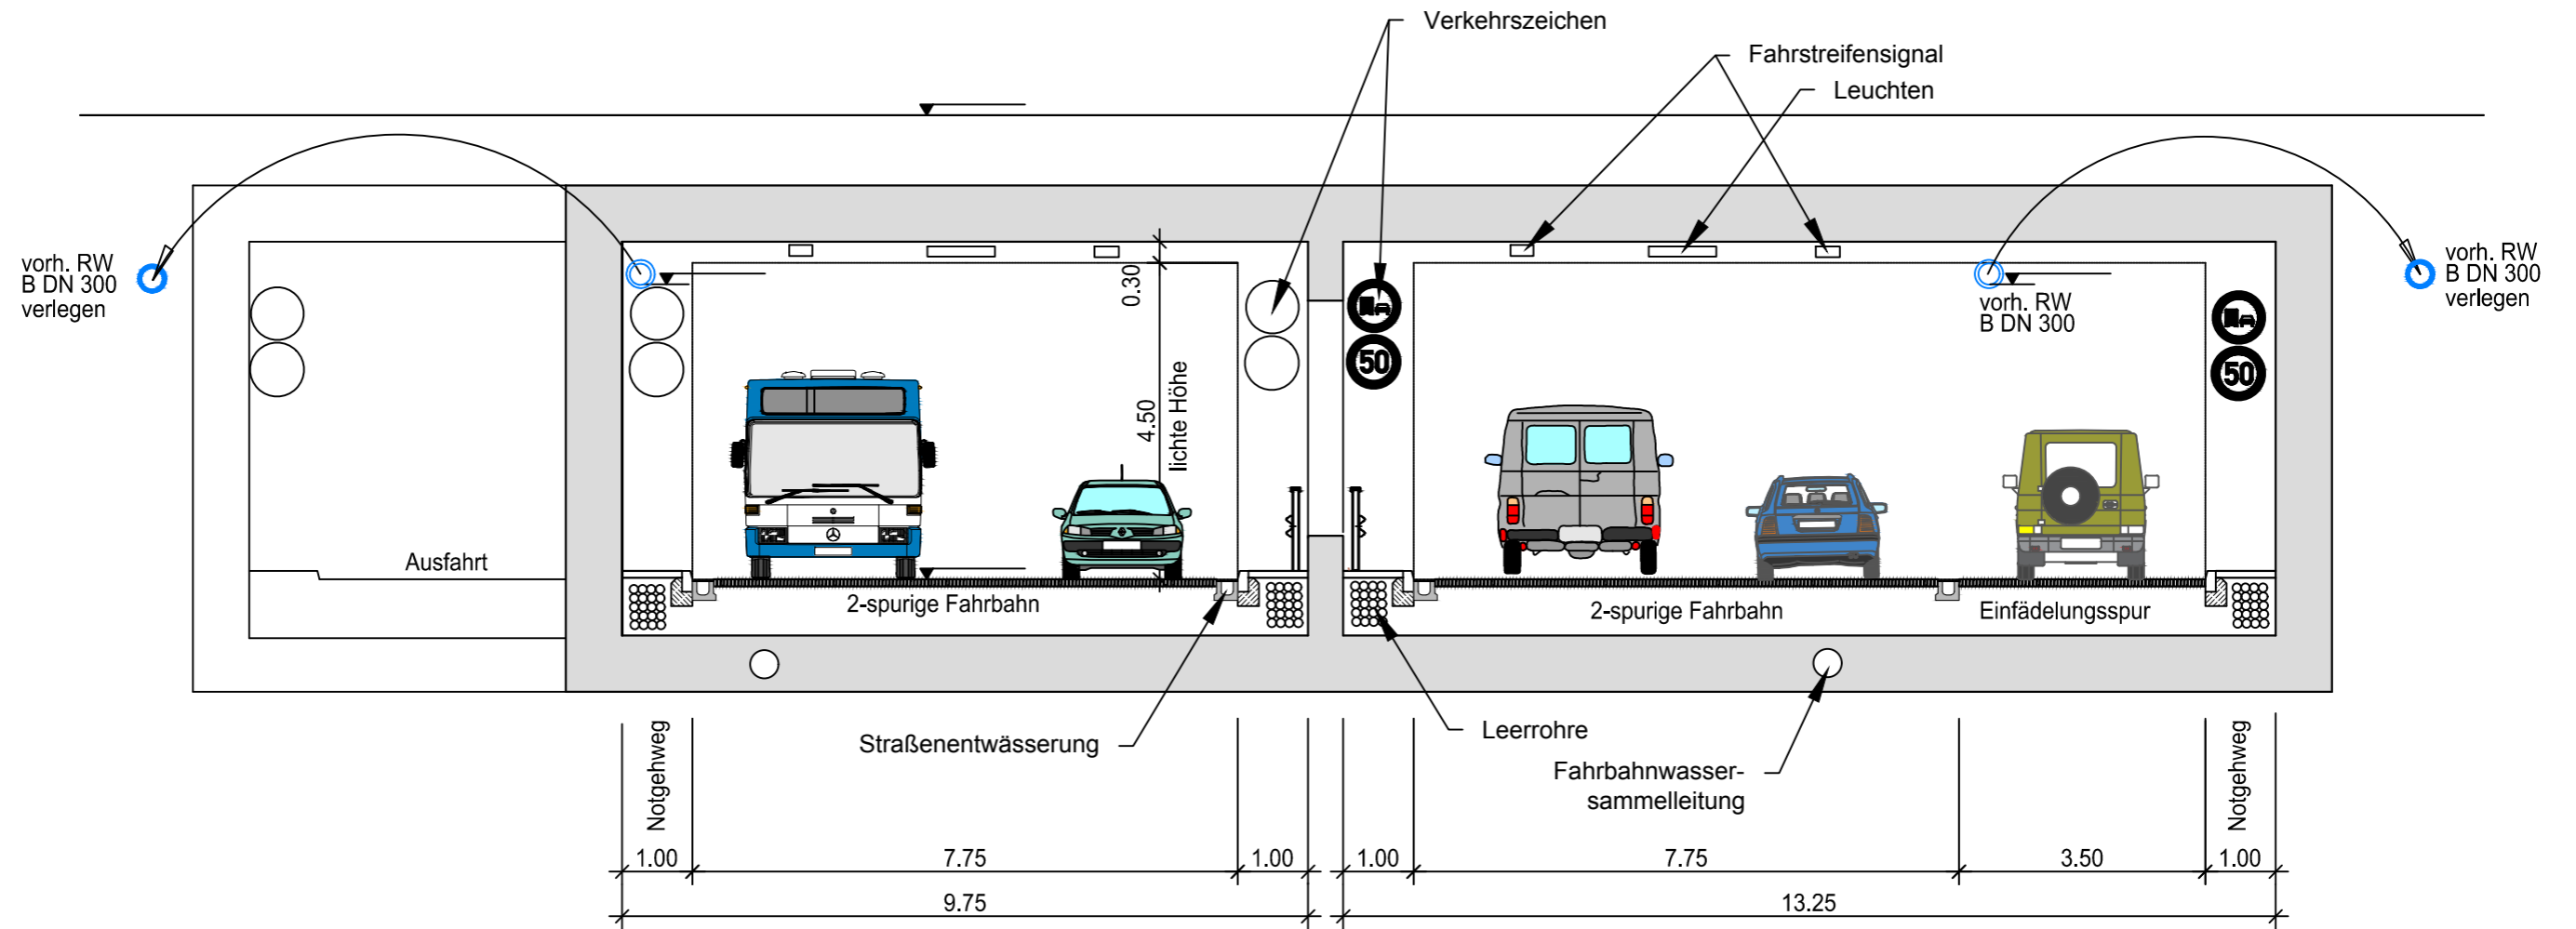 Verkehrszeichen
Fahrstreifensignal
Leuchten
vorh. RW
B DN 300
verlegen
vorh. RW
B DN 300
verlegen
0.30
vorh. RW
B DN 300
50
50
4.50
lichte Höhe
Ausfahrt
2-spurige Fahrbahn
2-spurige Fahrbahn
Einfädelungsspur
Notgehweg
Straßenentwässerung
Leerrohre
Fahrbahnwasser-
sammelleitung
Notgehweg
1.00
7.75
1.00
1.00
7.75
3.50
1.00
9.75
13.25